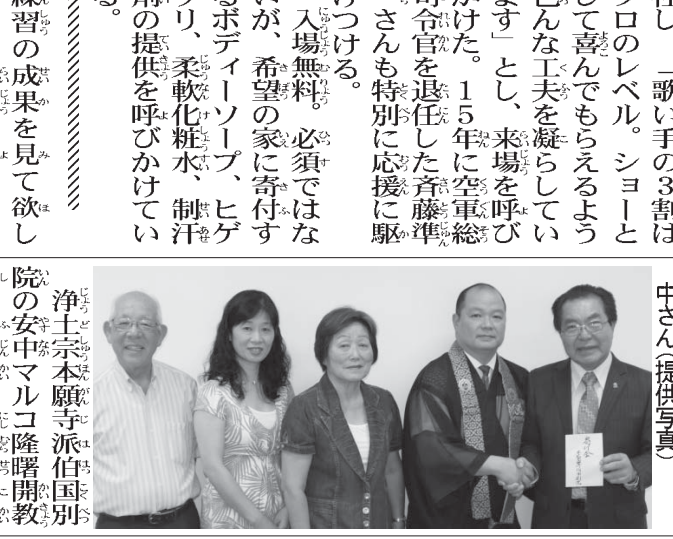 「歌い手の３割は
プロのレベル。ショーと
して喜んでもらえるよう
色んな工夫を凝らしてい
ます」とし、来場を呼び
かけた。１５年に空軍総
司令官を退任した斉藤準
さんも特別に応援に駆
けつける。
入場無料。必須ではな
いが、希望の家に寄付す
るボディーソープ、ヒゲ
ソリ、柔軟化粧水、制汗
剤の提供を呼びかけてい
る。
練習の成果を見て欲し
中さん（提供写真）
浄土宗本願寺派伯国別
院の安中マルコ隆曙開教